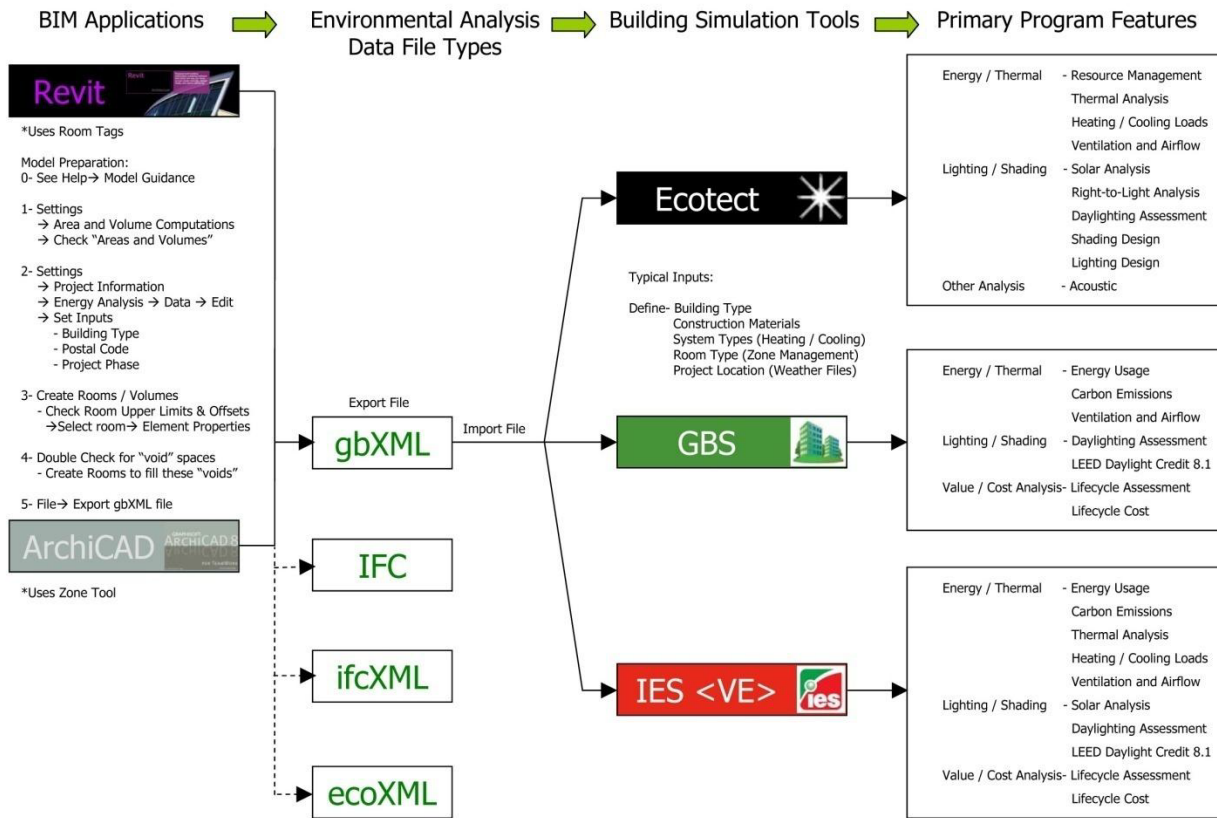 BIM Applications
Environmental Analysis
Data File Types
Building Simulation Tools
Primary Program Features
Revit
*Uses Room Tags
Model Preparation:
0- See Help→ Model Guidance
1- Settings
→ Area and Volume Computations
→ Check “Areas and Volumes”
2- Settings
→ Project Information
→ Energy Analysis → Data → Edit
→ Set Inputs
- Building Type
- Postal Code
- Project Phase
3- Create Rooms / Volumes
- Check Room Upper Limits & Offsets
→Select room→ Element Properties
4- Double Check for “void” spaces
- Create Rooms to fill these “voids”
5- File→ Export gbXML file
ArchiCAD
ARCHICAD 8
*Uses Zone Tool
Export File
gbXML
Import File
IFC
ifcXML
ecoXML
Ecotect
Typical Inputs:
Define- Building Type
Construction Materials
System Types (Heating / Cooling)
Room Type (Zone Management)
Project Location (Weather Files)
GBS
IES <VE>
ies
Energy / Thermal - Resource Management
Thermal Analysis
Heating / Cooling Loads
Ventilation and Airflow
Lighting / Shading - Solar Analysis
Right-to-Light Analysis
Daylighting Assessment
Shading Design
Lighting Design
Other Analysis - Acoustic
Energy / Thermal - Energy Usage
Carbon Emissions
Ventilation and Airflow
Lighting / Shading - Daylighting Assessment
LEED Daylight Credit 8.1
Value / Cost Analysis- Lifecycle Assessment
Lifecycle Cost
Energy / Thermal - Energy Usage
Carbon Emissions
Thermal Analysis
Heating / Cooling Loads
Ventilation and Airflow
Lighting / Shading - Solar Analysis
Daylighting Assessment
LEED Daylight Credit 8.1
Value / Cost Analysis- Lifecycle Assessment
Lifecycle Cost